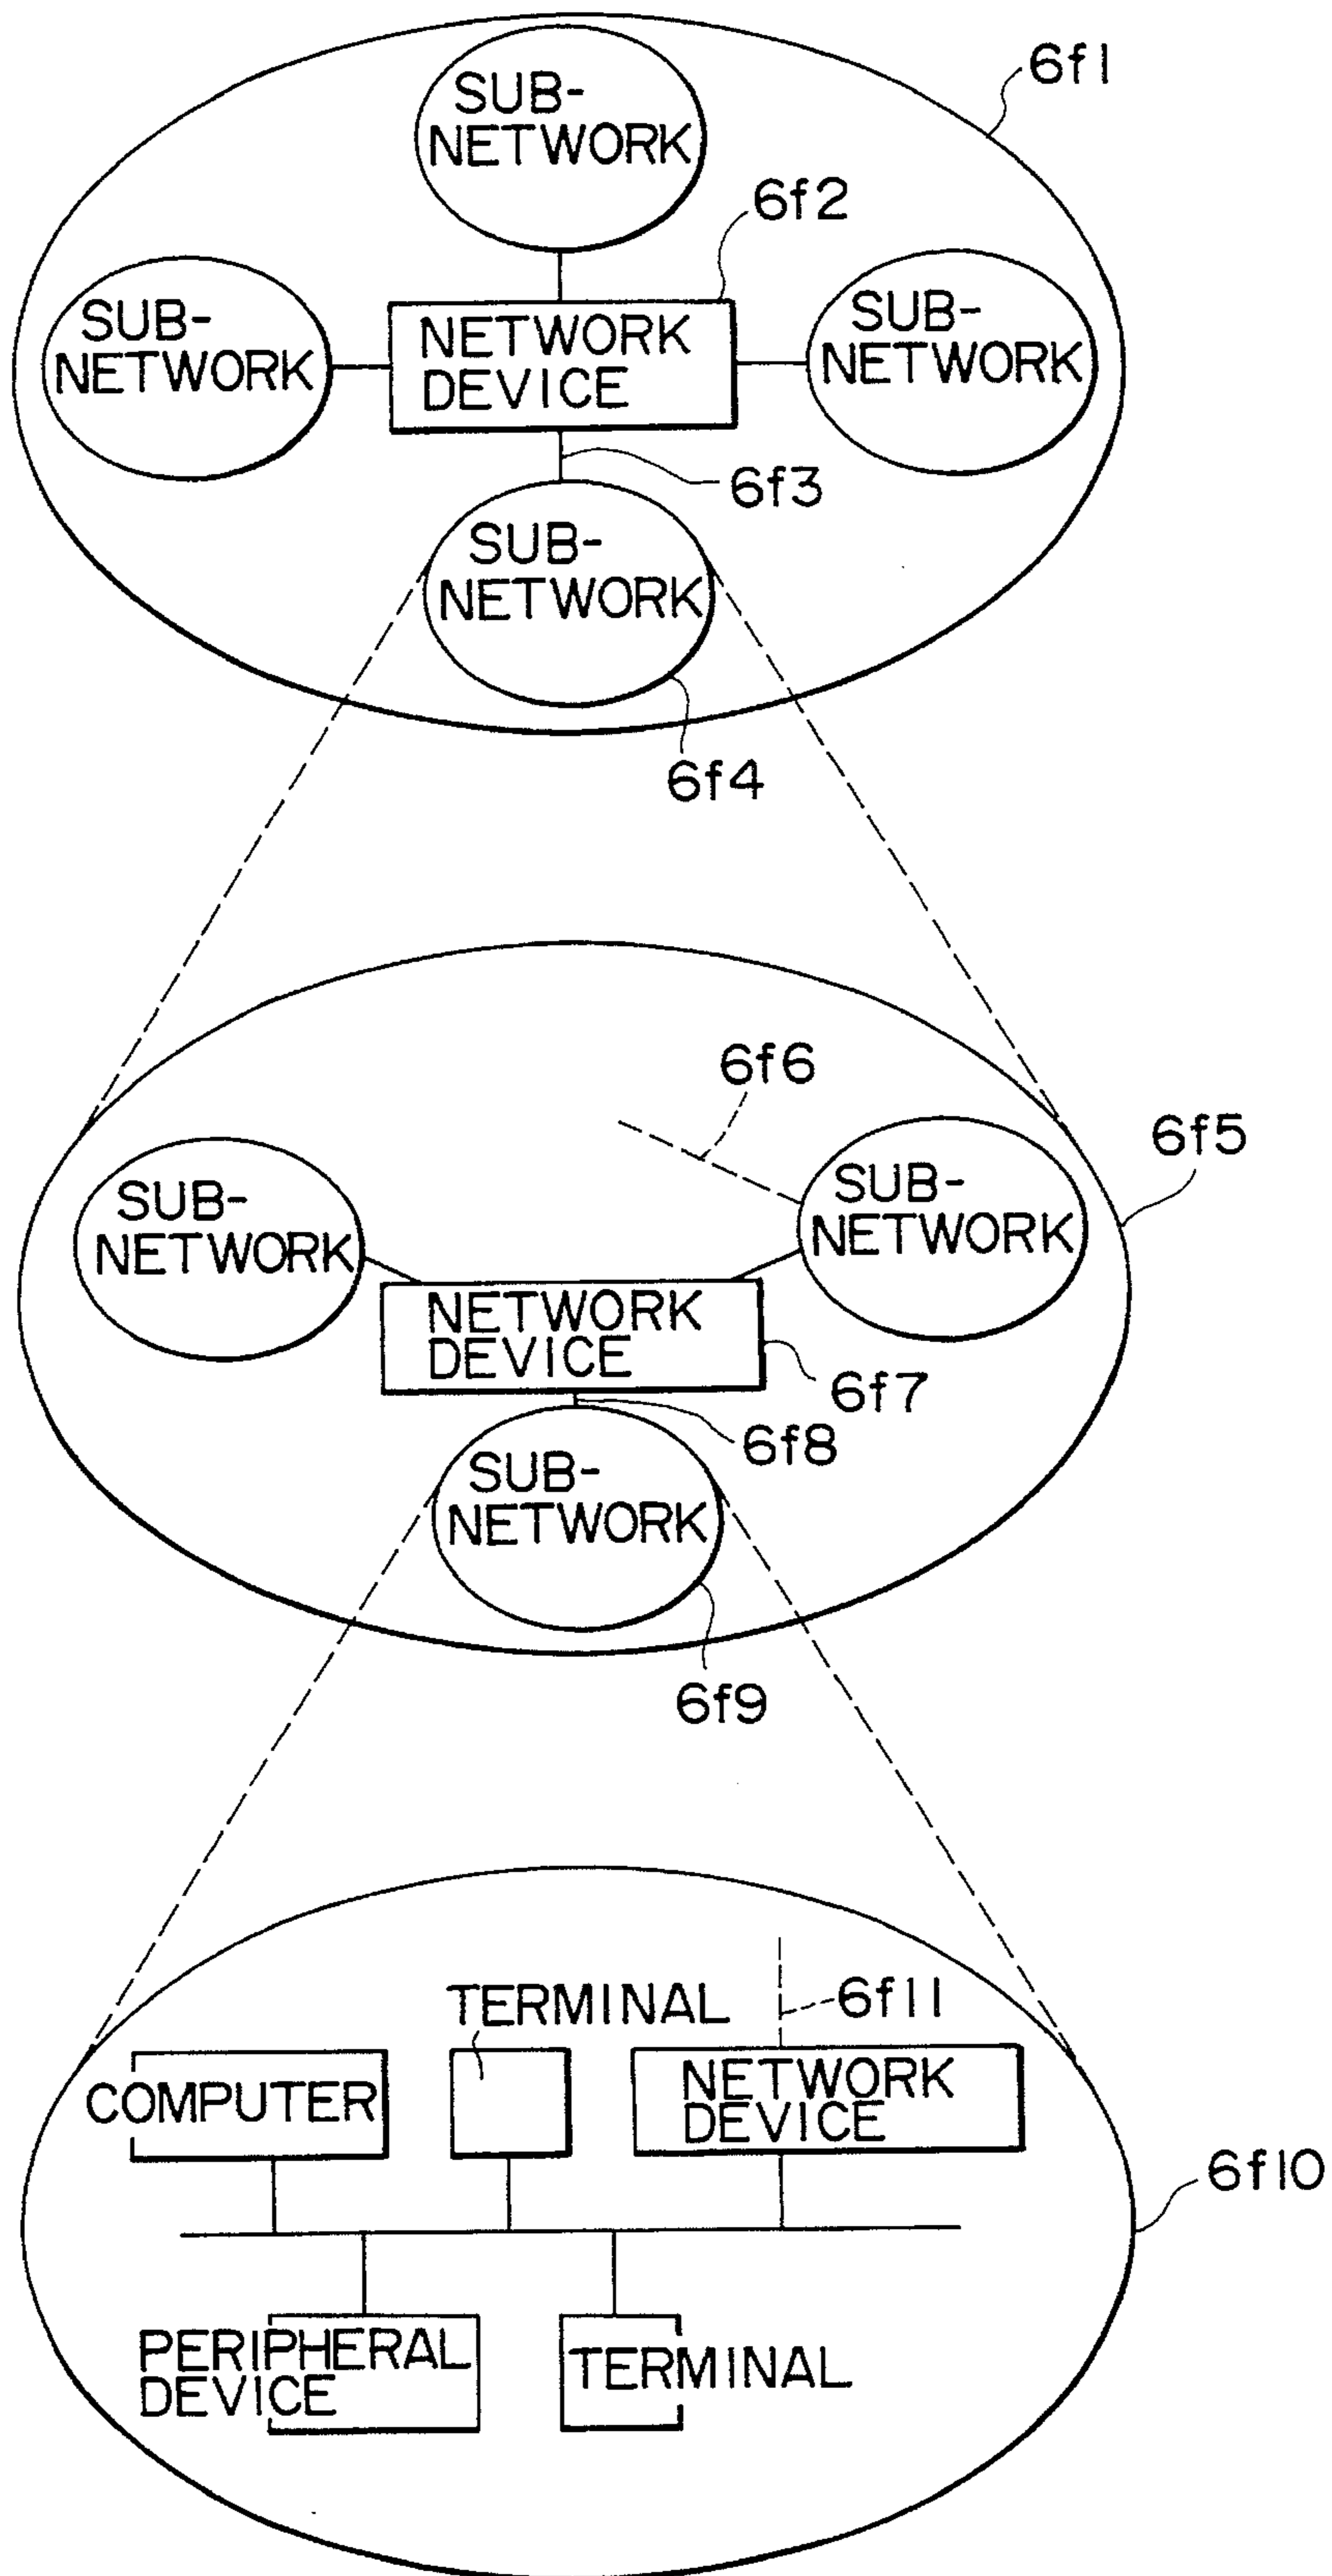 6f1
SUB-
NETWORK
6f2
SUB-
NETWORK
NETWORK
DEVICE
SUB-
NETWORK
6f3
SUB-
NETWORK
6f4
6f6
6f5
SUB-
NETWORK
SUB-
NETWORK
NETWORK
DEVICE
6f7
6f8
SUB-
NETWORK
6f9
TERMINAL
6f11
COMPUTER
NETWORK
DEVICE
6f10
PERIPHERAL
DEVICE
TERMINAL